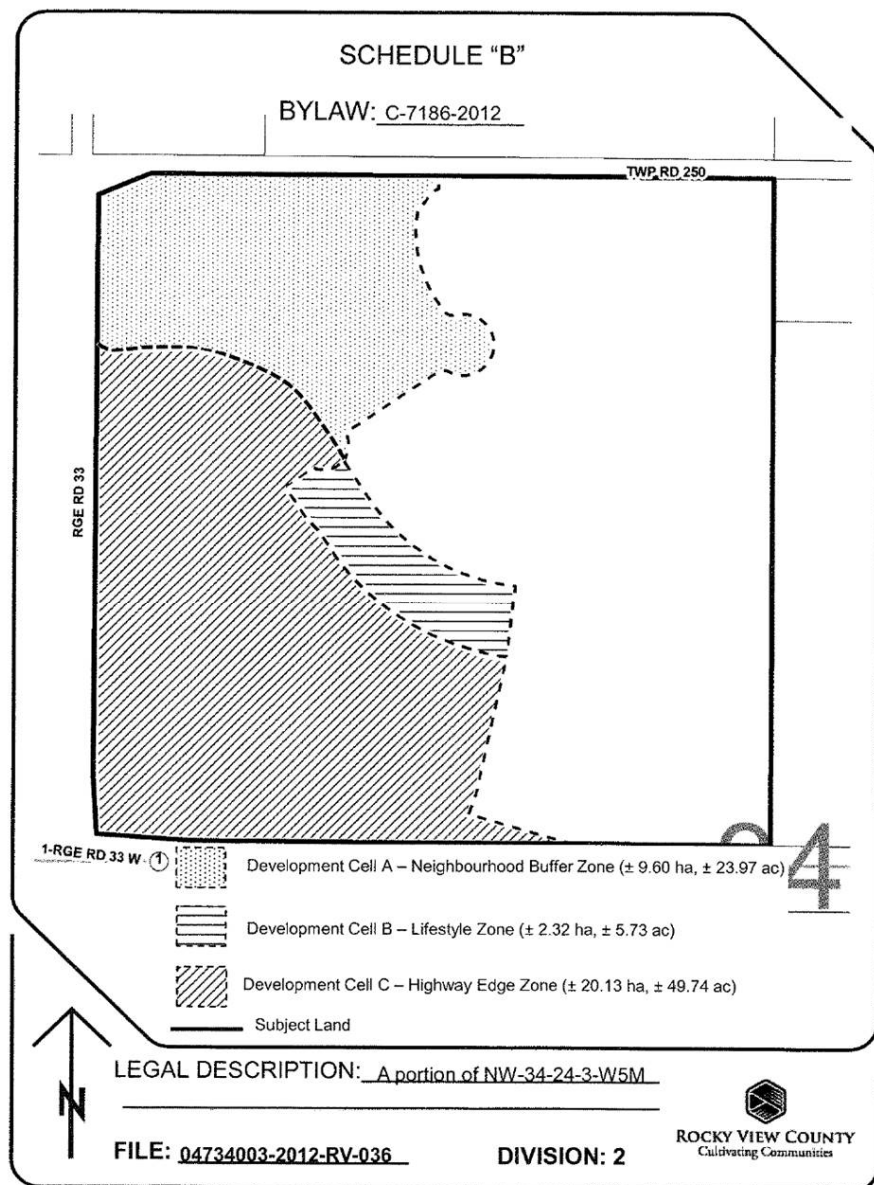 SCHEDULE “B”
BYLAW: C-7186-2012
TWP RD 250
RGE RD 33
1-RGE RD 33 W
1
Development Cell A – Neighbourhood Buffer Zone (± 9.60 ha, ± 23.97 ac)
Development Cell B – Lifestyle Zone (± 2.32 ha, ± 5.73 ac)
Development Cell C – Highway Edge Zone (± 20.13 ha, ± 49.74 ac)
Subject Land
N
LEGAL DESCRIPTION: A portion of NW-34-24-3-W5M
FILE: 04734003-2012-RV-036 DIVISION: 2
ROCKY VIEW COUNTY
Cultivating Communities